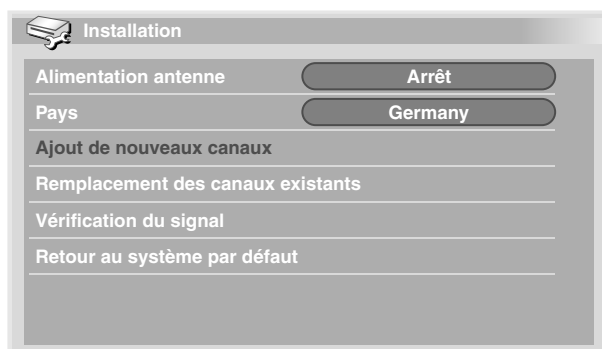 Installation
Alimentation antenne Arrêt
Pays Germany
Ajout de nouveaux canaux
Remplacement des canaux existants
Vérification du signal
Retour au système par défaut